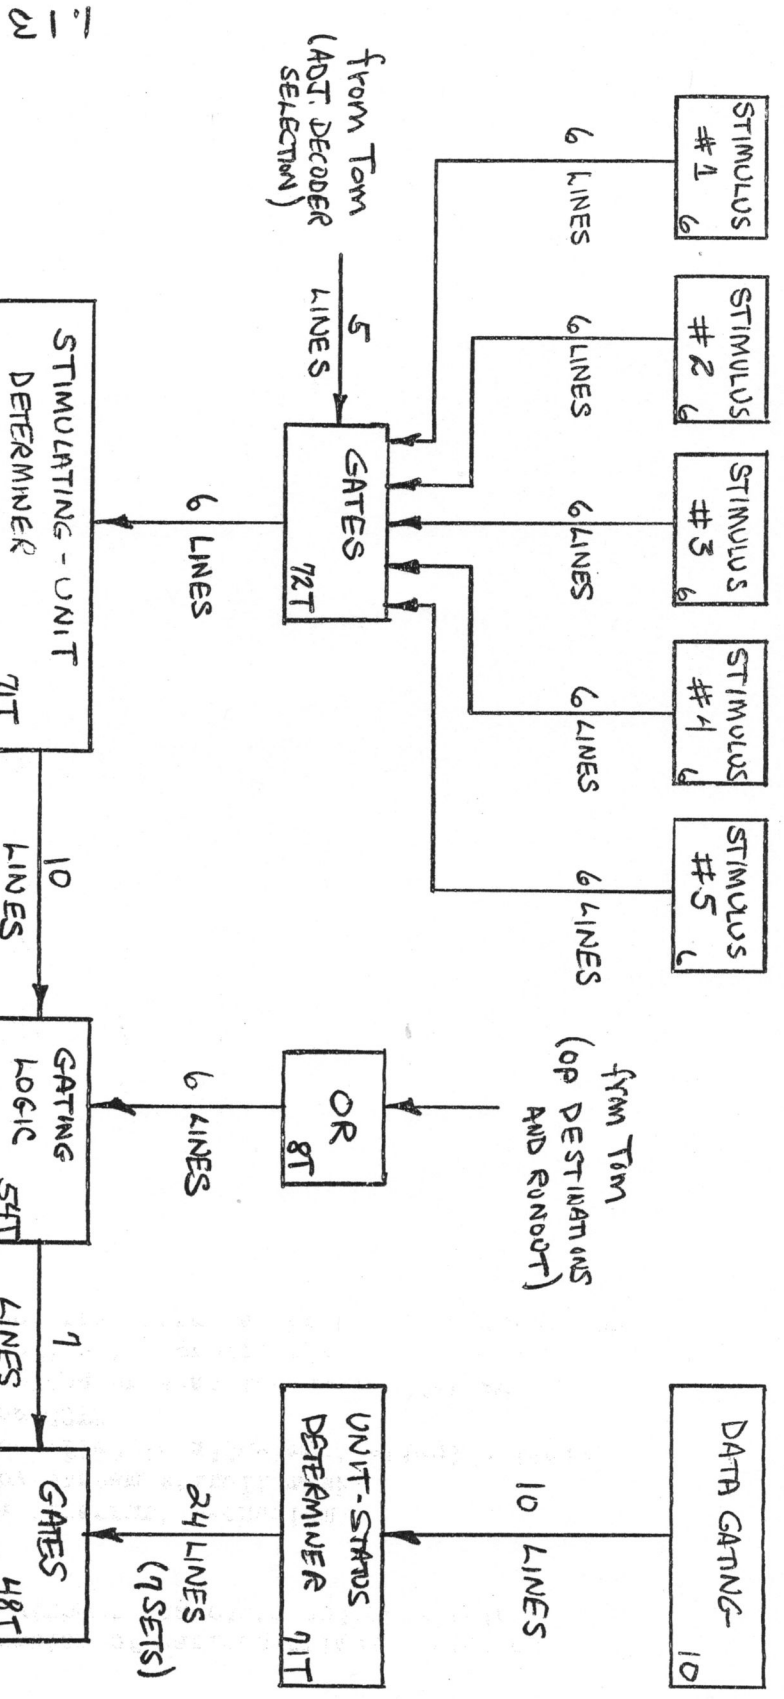 STIMULUS
#1
6
STIMULUS
#2
6
STIMULUS
#3
6
STIMULUS
#4
6
STIMULUS
#5
6
DATA GATING
10
6 LINES
6 LINES
6 LINES
6 LINES
6 LINES
from Tom
(OP DESTINATIONS
AND RUNOUT)
10 LINES
from Tom
(ADJ. DECODER
SELECTION)
5
LINES
GATES
72T
OR
8T
UNIT-STATUS
DETERMINER
71T
6 LINES
6 LINES
24 LINES
(7 SETS)
STIMULATING-UNIT
DETERMINER
71T
10
LINES
GATING
LOGIC
54T
7
LINES
GATES
48T